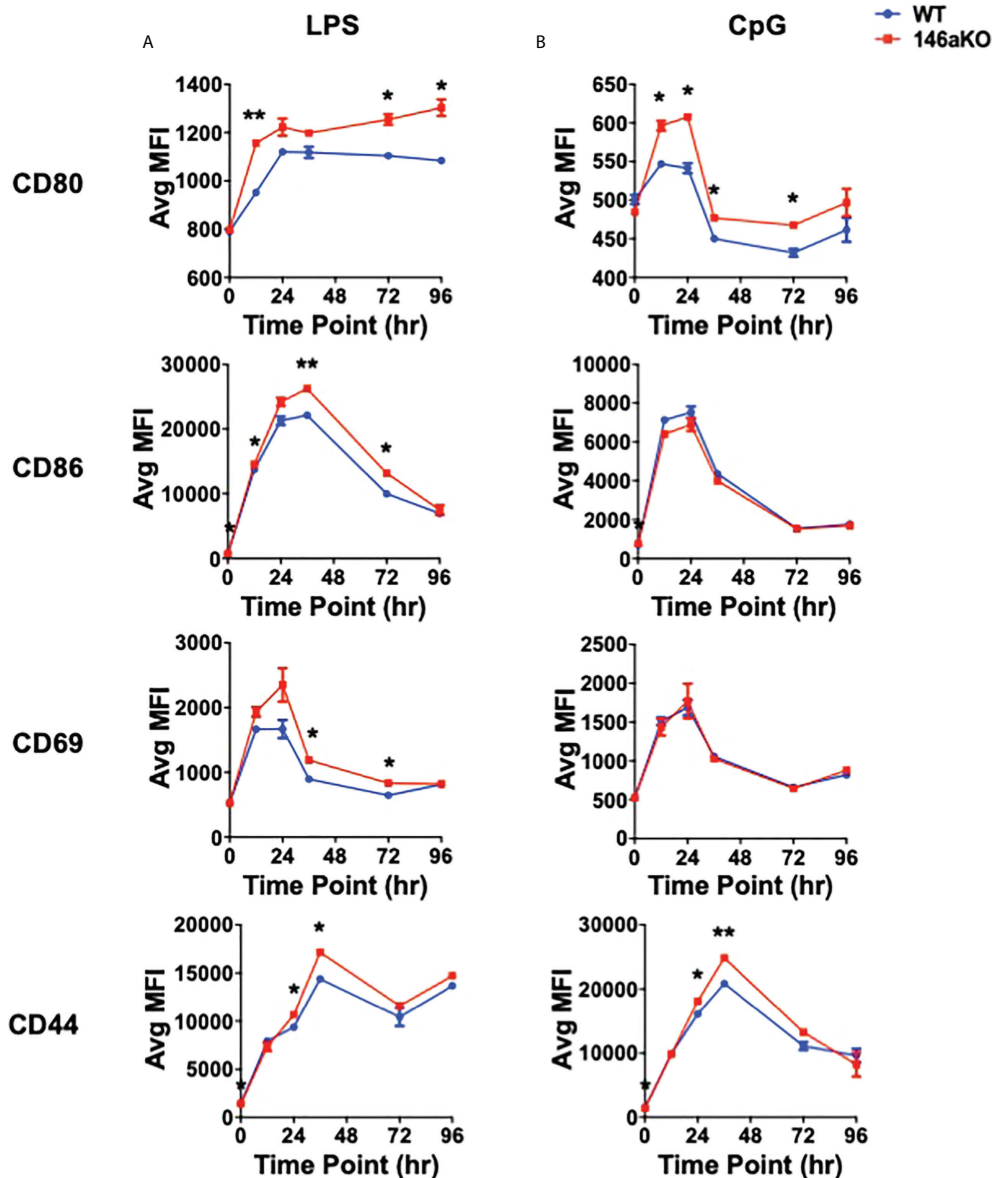 LPS
CpG
WT
146aKO
A
B
CD80
Avg MFI
1400
1200
1000
800
600
** * *
0 24 48 72 96
Time Point (hr)
Avg MFI
650
600
550
500
450
400
* * * *
0 24 48 72 96
Time Point (hr)
CD86
Avg MFI
30000
20000
10000
0
* * ** *
0 24 48 72 96
Time Point (hr)
Avg MFI
10000
8000
6000
4000
2000
0
*
0 24 48 72 96
Time Point (hr)
CD69
Avg MFI
3000
2000
1000
0
* *
0 24 48 72 96
Time Point (hr)
Avg MFI
2500
2000
1500
1000
500
0
0 24 48 72 96
Time Point (hr)
CD44
Avg MFI
20000
15000
10000
5000
0
* * *
0 24 48 72 96
Time Point (hr)
Avg MFI
30000
20000
10000
0
* * **
0 24 48 72 96
Time Point (hr)